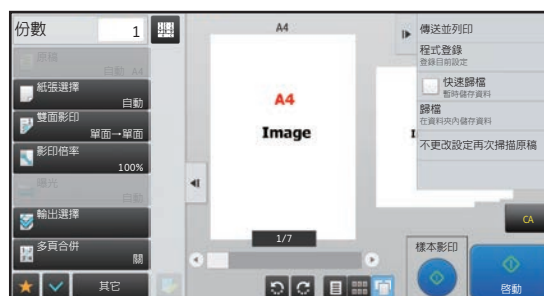 份數
1
原稿
自動 A4
紙張選擇
自動
雙面影印
單面→單面
影印倍率
100%
曝光
自動
輸出選擇
多頁合併
關
其它
A4
A4
Image
1/7
傳送並列印
程式登錄
登錄目前設定
快速歸檔
暫時儲存資料
歸檔
在資料夾內儲存資料
不更改設定再次掃描原稿
CA
樣本影印
啓動